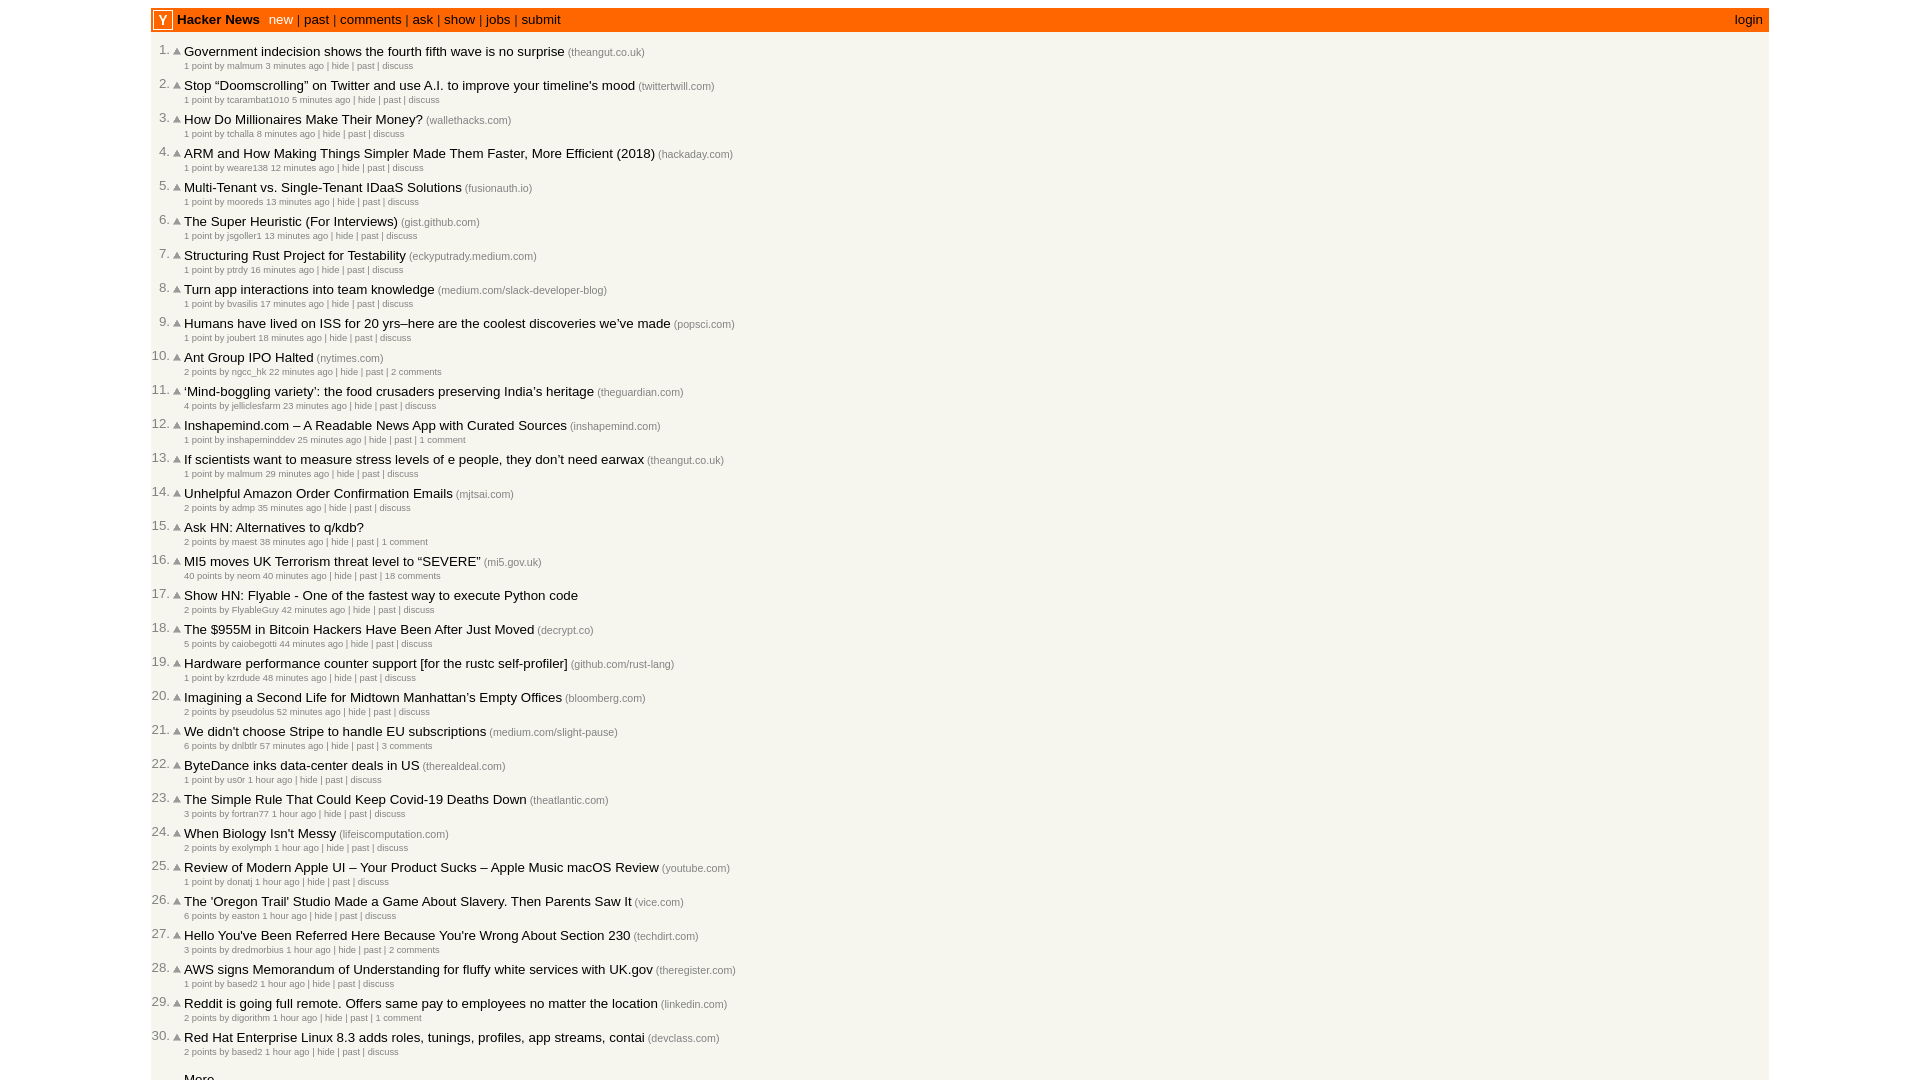 Y Hacker News new | past | comments | ask | show | jobs | submit login
1. Government indecision shows the fourth fifth wave is no surprise (theangut.co.uk)
1 point by malmum 3 minutes ago | hide | past | discuss
2. Stop “Doomscrolling” on Twitter and use A.I. to improve your timeline's mood (twittertwill.com)
1 point by tcarambat1010 5 minutes ago | hide | past | discuss
3. How Do Millionaires Make Their Money? (wallethacks.com)
1 point by tchalla 8 minutes ago | hide | past | discuss
4. ARM and How Making Things Simpler Made Them Faster, More Efficient (2018) (hackaday.com)
1 point by weare138 12 minutes ago | hide | past | discuss
5. Multi-Tenant vs. Single-Tenant IDaaS Solutions (fusionauth.io)
1 point by mooreds 13 minutes ago | hide | past | discuss
6. The Super Heuristic (For Interviews) (gist.github.com)
1 point by jsgoller1 13 minutes ago | hide | past | discuss
7. Structuring Rust Project for Testability (eckyputrady.medium.com)
1 point by ptrdy 16 minutes ago | hide | past | discuss
8. Turn app interactions into team knowledge (medium.com/slack-developer-blog)
1 point by bvasilis 17 minutes ago | hide | past | discuss
9. Humans have lived on ISS for 20 yrs–here are the coolest discoveries we’ve made (popsci.com)
1 point by joubert 18 minutes ago | hide | past | discuss
10. Ant Group IPO Halted (nytimes.com)
2 points by ngcc_hk 22 minutes ago | hide | past | 2 comments
11. ‘Mind-boggling variety’: the food crusaders preserving India’s heritage (theguardian.com)
4 points by jelliclesfarm 23 minutes ago | hide | past | discuss
12. Inshapemind.com – A Readable News App with Curated Sources (inshapemind.com)
1 point by inshapeminddev 25 minutes ago | hide | past | 1 comment
13. If scientists want to measure stress levels of e people, they don’t need earwax (theangut.co.uk)
1 point by malmum 29 minutes ago | hide | past | discuss
14. Unhelpful Amazon Order Confirmation Emails (mjtsai.com)
2 points by admp 35 minutes ago | hide | past | discuss
15. Ask HN: Alternatives to q/kdb?
2 points by maest 38 minutes ago | hide | past | 1 comment
16. MI5 moves UK Terrorism threat level to “SEVERE” (mi5.gov.uk)
40 points by neom 40 minutes ago | hide | past | 18 comments
17. Show HN: Flyable - One of the fastest way to execute Python code
2 points by FlyableGuy 42 minutes ago | hide | past | discuss
18. The $955M in Bitcoin Hackers Have Been After Just Moved (decrypt.co)
5 points by caiobegotti 44 minutes ago | hide | past | discuss
19. Hardware performance counter support [for the rustc self-profiler] (github.com/rust-lang)
1 point by kzrdude 48 minutes ago | hide | past | discuss
20. Imagining a Second Life for Midtown Manhattan’s Empty Offices (bloomberg.com)
2 points by pseudolus 52 minutes ago | hide | past | discuss
21. We didn't choose Stripe to handle EU subscriptions (medium.com/slight-pause)
6 points by dnlbtlr 57 minutes ago | hide | past | 3 comments
22. ByteDance inks data-center deals in US (therealdeal.com)
1 point by us0r 1 hour ago | hide | past | discuss
23. The Simple Rule That Could Keep Covid-19 Deaths Down (theatlantic.com)
3 points by fortran77 1 hour ago | hide | past | discuss
24. When Biology Isn't Messy (lifeiscomputation.com)
2 points by exolymph 1 hour ago | hide | past | discuss
25. Review of Modern Apple UI – Your Product Sucks – Apple Music macOS Review (youtube.com)
1 point by donatj 1 hour ago | hide | past | discuss
26. The 'Oregon Trail' Studio Made a Game About Slavery. Then Parents Saw It (vice.com)
6 points by easton 1 hour ago | hide | past | discuss
27. Hello You've Been Referred Here Because You're Wrong About Section 230 (techdirt.com)
3 points by dredmorbius 1 hour ago | hide | past | 2 comments
28. AWS signs Memorandum of Understanding for fluffy white services with UK.gov (theregister.com)
1 point by based2 1 hour ago | hide | past | discuss
29. Reddit is going full remote. Offers same pay to employees no matter the location (linkedin.com)
2 points by digorithm 1 hour ago | hide | past | 1 comment
30. Red Hat Enterprise Linux 8.3 adds roles, tunings, profiles, app streams, contai (devclass.com)
2 points by based2 1 hour ago | hide | past | discuss
More